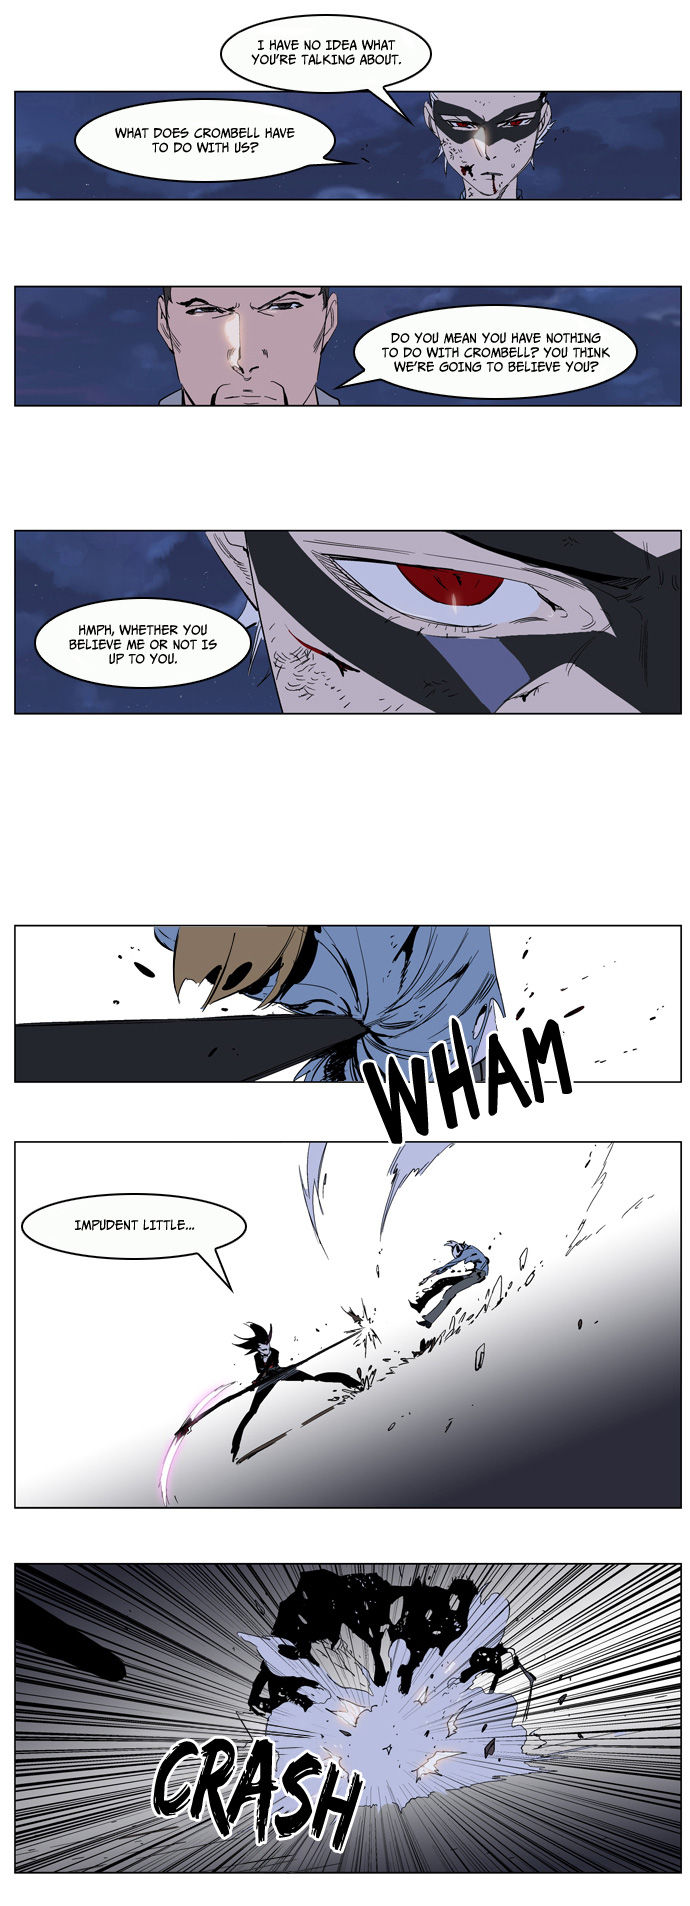 I HAVE NO IDEA WHAT
YOU'RE TALKING ABOUT.
WHAT DOES CROMBELL HAVE
TO DO WITH US?
DO YOU MEAN YOU HAVE NOTHING
TO DO WITH CROMBELL? YOU THINK
WE'RE GOING TO BELIEVE YOU?
HMPH, WHETHER YOU
BELIEVE ME OR NOT IS
UP TO YOU.
WHAM
IMPUDENT LITTLE...
CRASH